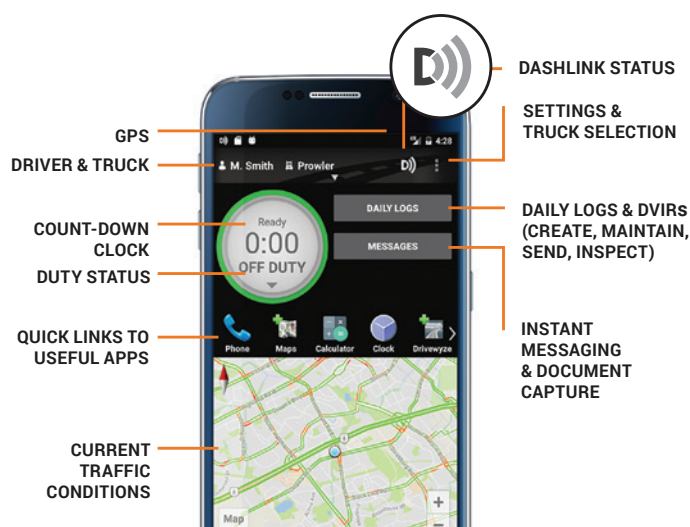 DASHLINK STATUS
SETTINGS &
TRUCK SELECTION
GPS
4:28
DRIVER & TRUCK
M. Smith
Prowler
D
DAILY LOGS
MESSAGES
DAILY LOGS & DVIRs
(CREATE, MAINTAIN,
SEND, INSPECT)
COUNT-DOWN
CLOCK
Ready
0:00
OFF DUTY
DUTY STATUS
INSTANT
MESSAGING
& DOCUMENT
CAPTURE
QUICK LINKS TO
USEFUL APPS
Phone
Maps
Calculator
Clock
Drivewyze
CURRENT
TRAFFIC
CONDITIONS
Map
+